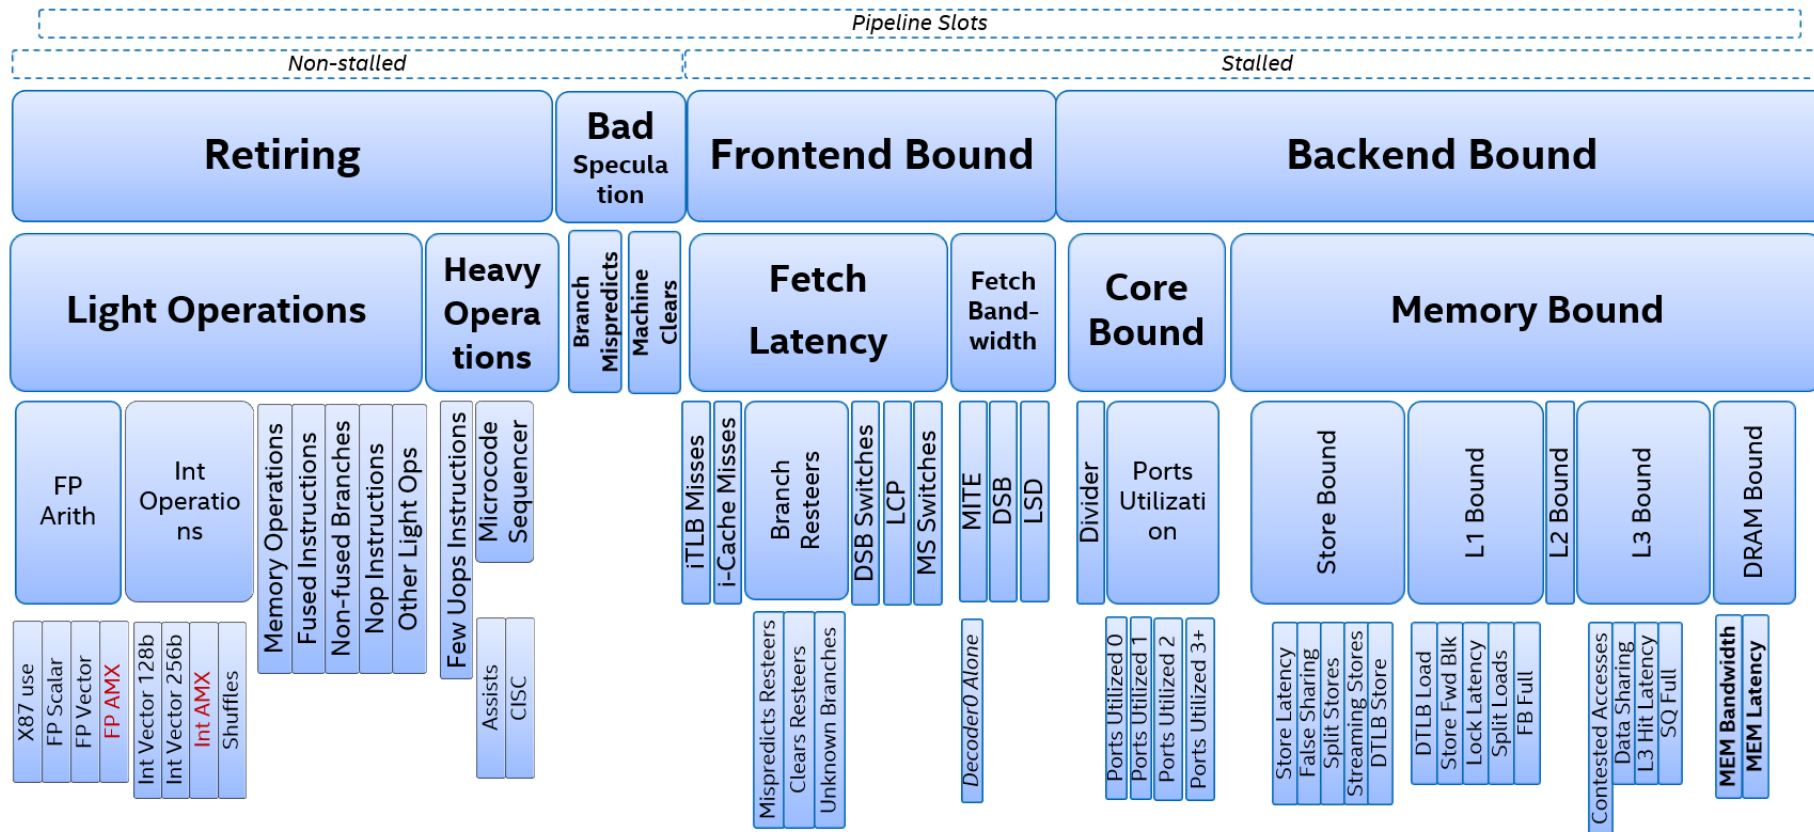 Pipeline Slots
Non-stalled
Stalled
Retiring
Bad
Specula
tion
Frontend Bound
Backend Bound
Light Operations
Heavy
Opera
tions
Branch
Mispredicts
Machine
Clears
Fetch
Latency
Fetch
Band-
width
Core
Bound
Memory Bound
FP
Arith
Int
Operatio
ns
Memory Operations
Fused Instructions
Non-fused Branches
Nop Instructions
Other Light Ops
Few Uops Instructions
Microcode
Sequencer
iTLB Misses
i-Cache Misses
Branch
Resteers
DSB Switches
LCP
MS Switches
MITE
DSB
LSD
Divider
Ports
Utilizati
on
Store Bound
L1 Bound
L2 Bound
L3 Bound
DRAM Bound
X87 use
FP Scalar
FP Vector
FP AMX
Int Vector 128b
Int Vector 256b
Int AMX
Shuffles
Assists
CISC
Mispredicts Resteers
Clears Resters
Unknown Branches
Decoder0 Alone
Ports Utilized 0
Ports Utilized 1
Ports Utilized 2
Ports Utilized 3+
Store Latency
False Sharing
Split Stores
Streaming Stores
DTLB Store
DTLB Load
Store Fwd Blk
Lock Latency
Split Loads
FB Full
Contested Accesses
Data Sharing
L3 Hit Latency
SQ Full
MEM Bandwidth
MEM Latency